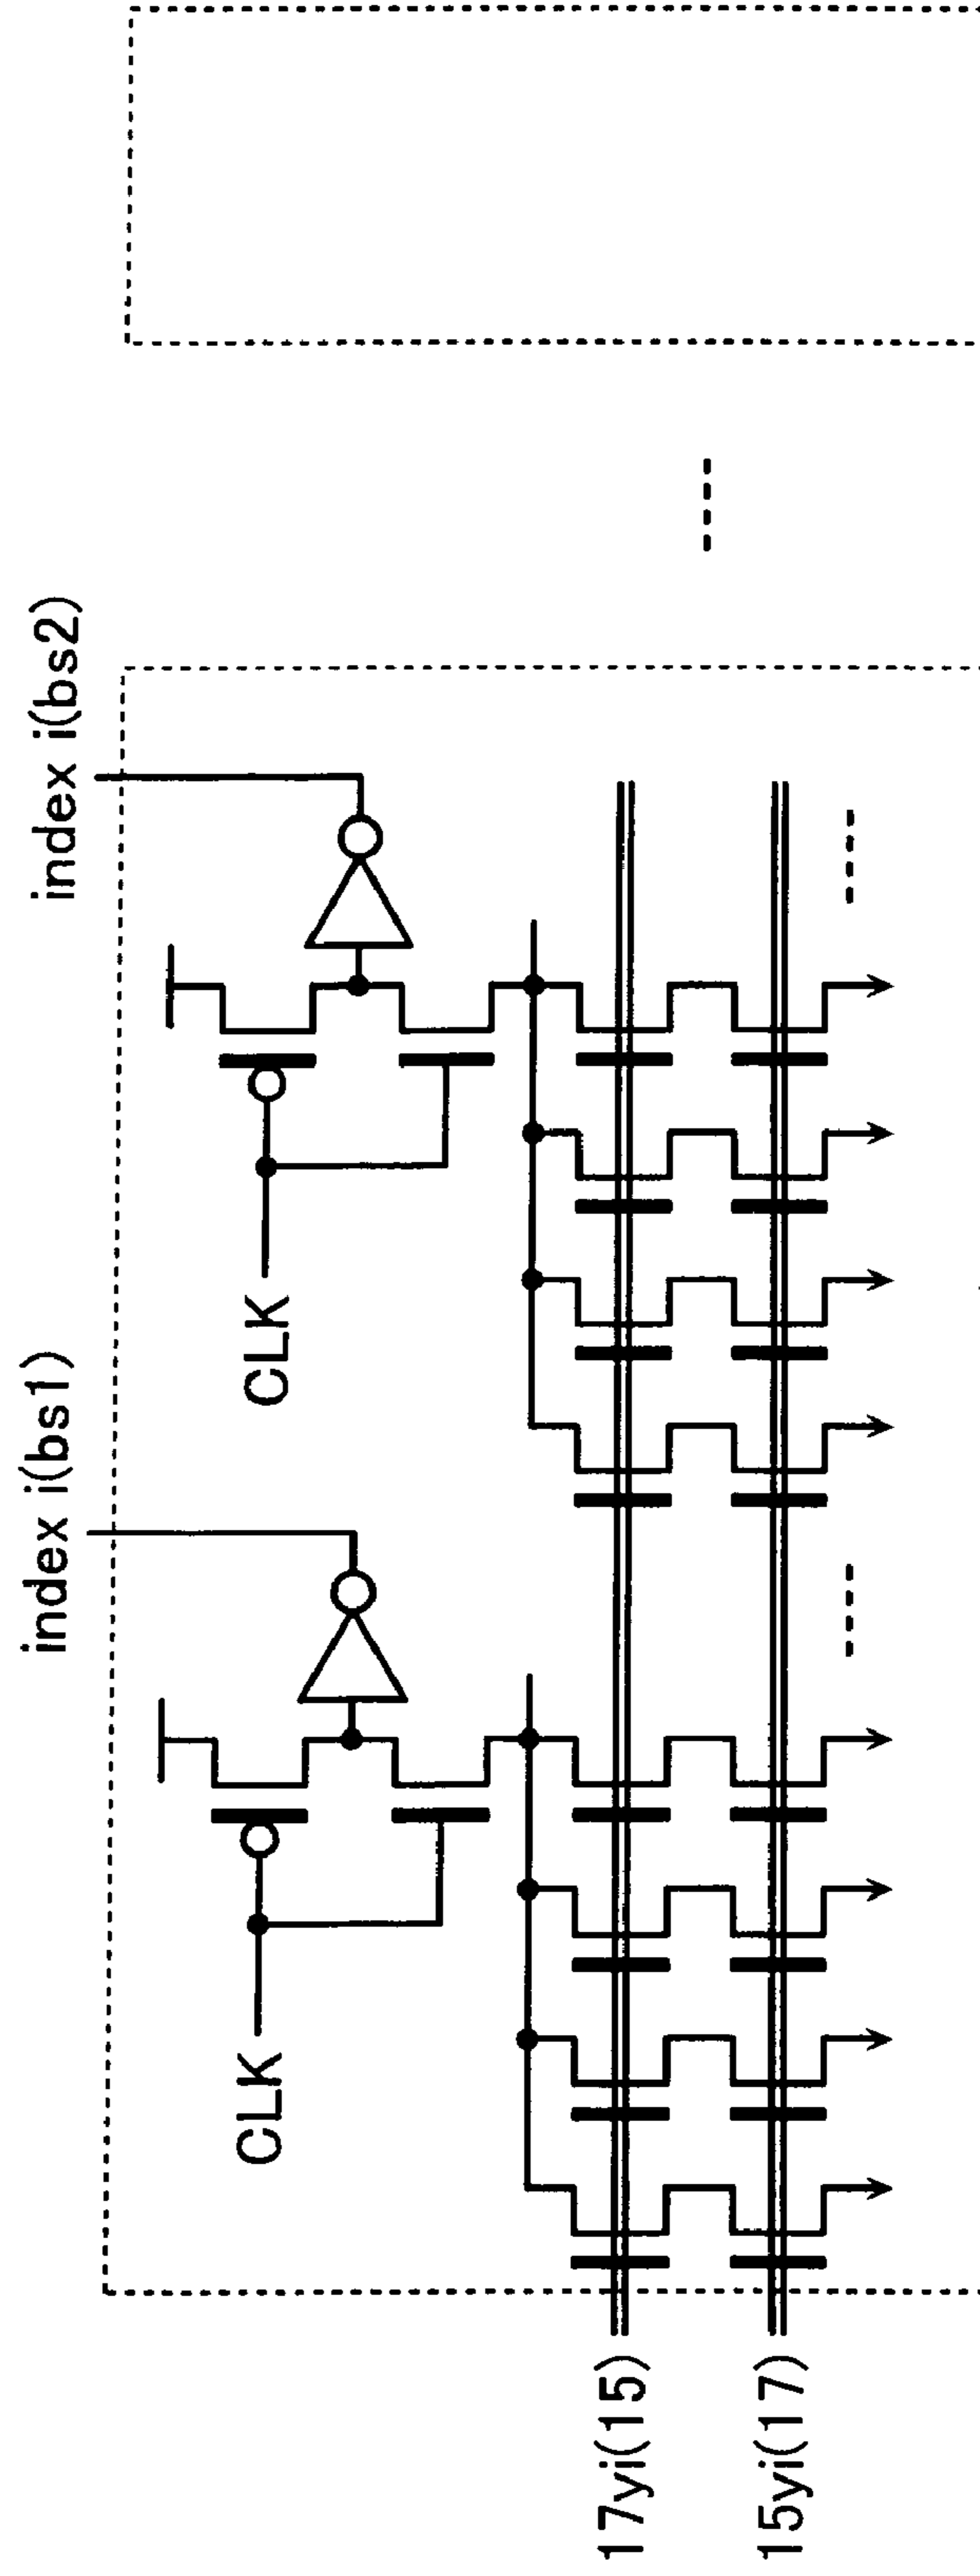 index i(bs1)
index i(bs2)
CLK
CLK
17yi(15)
15yi(17)